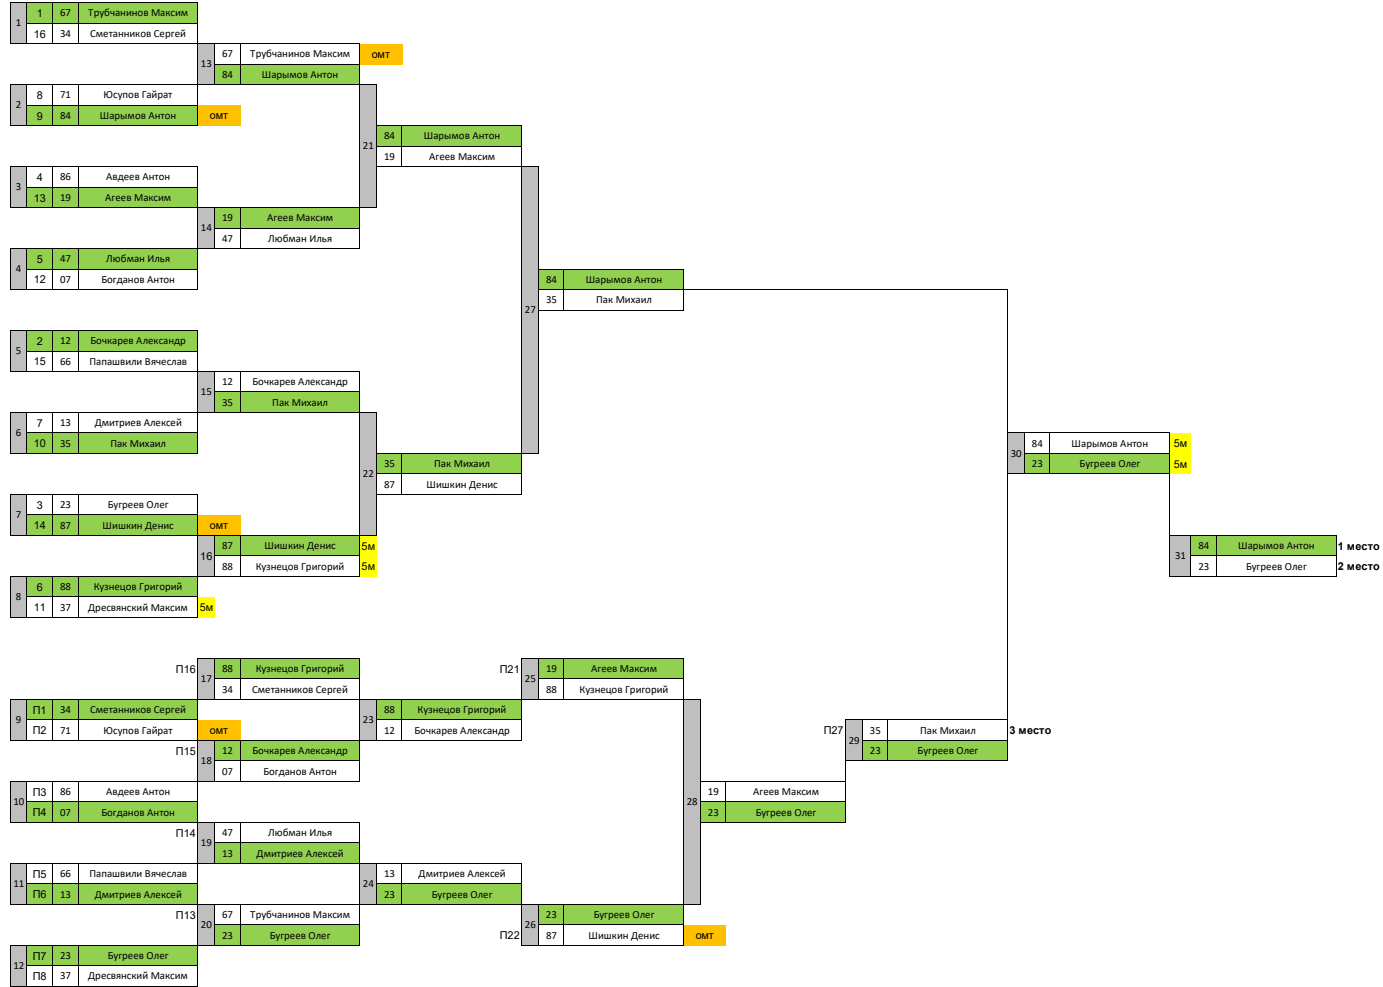 1 1 67 Трубчанинов Максим
16 34 Сметанников Сергей
13 67 Трубчанинов Максим омт
84 Шарымов Антон
2 8 71 Юсупов Гайрат
9 84 Шарымов Антон омт
21 84 Шарымов Антон
19 Агеев Максим
3 4 86 Авдеев Антон
13 19 Агеев Максим
14 19 Агеев Максим
47 Любман Илья
4 5 47 Любман Илья
12 07 Богданов Антон
27 84 Шарымов Антон
35 Пак Михаил
5 2 12 Бочкарев Александр
15 66 Папашвили Вячеслав
15 12 Бочкарев Александр
35 Пак Михаил
6 7 13 Дмитриев Алексей
10 35 Пак Михаил
30 84 Шарымов Антон 5м
23 Бугреев Олег 5м
22 35 Пак Михаил
87 Шишкин Денис
7 3 23 Бугреев Олег
14 87 Шишкин Денис омт
16 87 Шишкин Денис 5м
88 Кузнецов Григорий 5м
31 84 Шарымов Антон 1 место
23 Бугреев Олег 2 место
8 6 88 Кузнецов Григорий
11 37 Дресвянский Максим 5м
П16 17 88 Кузнецов Григорий
34 Сметанников Сергей
П21 25 19 Агеев Максим
88 Кузнецов Григорий
9 П1 34 Сметанников Сергей
П2 71 Юсупов Гайрат омт
23 88 Кузнецов Григорий
12 Бочкарев Александр
П27 29 35 Пак Михаил 3 место
23 Бугреев Олег
П15 18 12 Бочкарев Александр
07 Богданов Антон
10 П3 86 Авдеев Антон
П4 07 Богданов Антон
28 19 Агеев Максим
23 Бугреев Олег
П14 19 47 Любман Илья
13 Дмитриев Алексей
11 П5 66 Папашвили Вячеслав
П6 13 Дмитриев Алексей
24 13 Дмитриев Алексей
23 Бугреев Олег
П13 20 67 Трубчанинов Максим
23 Бугреев Олег
26 23 Бугреев Олег
П22 87 Шишкин Денис омт
12 П7 23 Бугреев Олег
П8 37 Дресвянский Максим